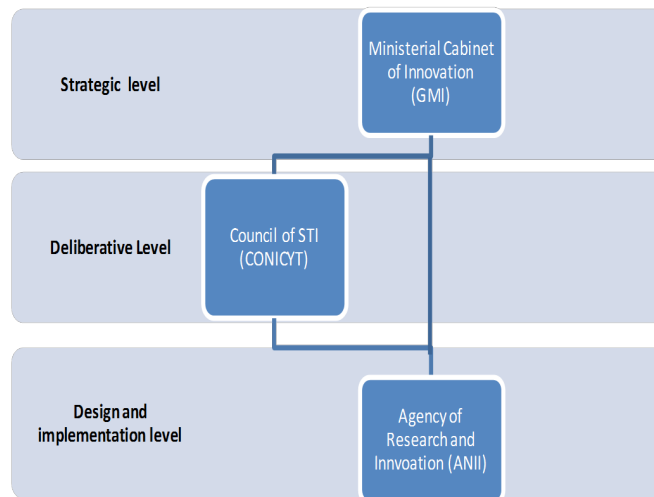 Ministerial Cabinet
of Innovation
(GMI)
Strategic level
Council of STI
(CONICYT)
Deliberative Level
Design and
implementation level
Agency of
Research and
Innvoation (ANII)